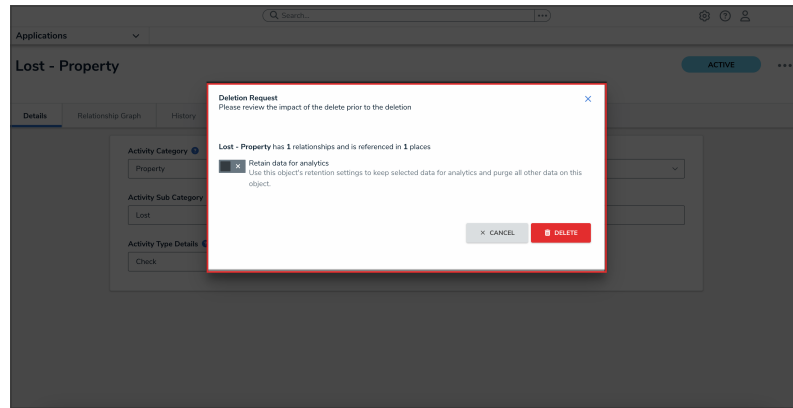 Search...
Applications
Lost - Property
ACTIVE
Details
Relationship Graph
History
Deletion Request
Please review the impact of the delete prior to the deletion
Lost - Property has 1 relationships and is referenced in 1 places
Retain data for analytics
Use this object's retention settings to keep selected data for analytics and purge all other data on this
object.
CANCEL
DELETE
Activity Category
Property
Activity Sub Category
Lost
Activity Type Details
Check